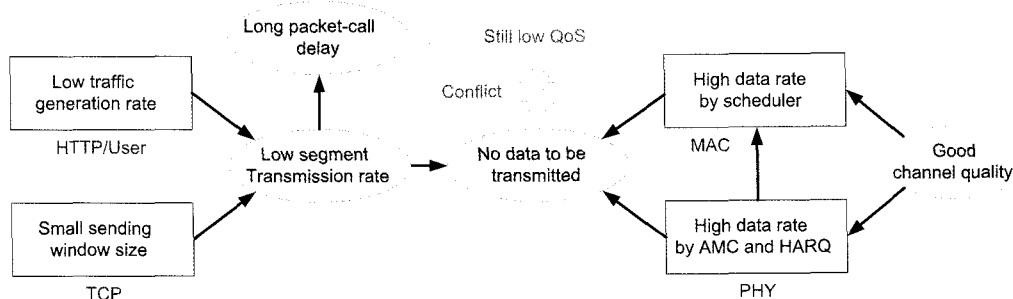 Long packet-call
delay
Still low QoS
Low traffic
generation rate
High data rate
by scheduler
Conflict
HTTP/User
MAC
Low segment
Transmission rate
No data to be
transmitted
Good
channel quality
Small sending
window size
High data rate
by AMC and HARQ
TCP
PHY